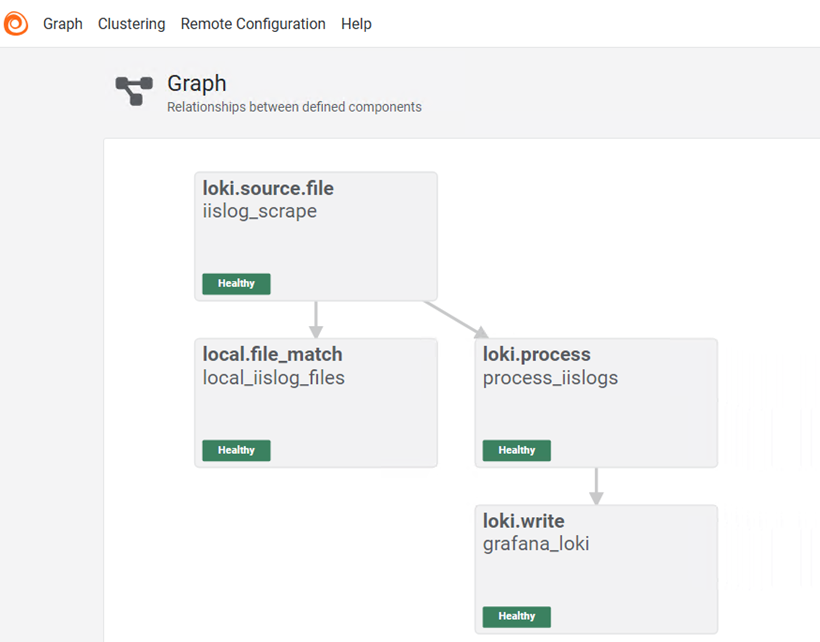 Graph Clustering Remote Configuration Help
Graph
Relationships between defined components
loki.source.file
iislog_scrape
Healthy
local.file_match
local_iislog_files
Healthy
loki.process
process_iislogs
Healthy
loki.write
grafana_loki
Healthy